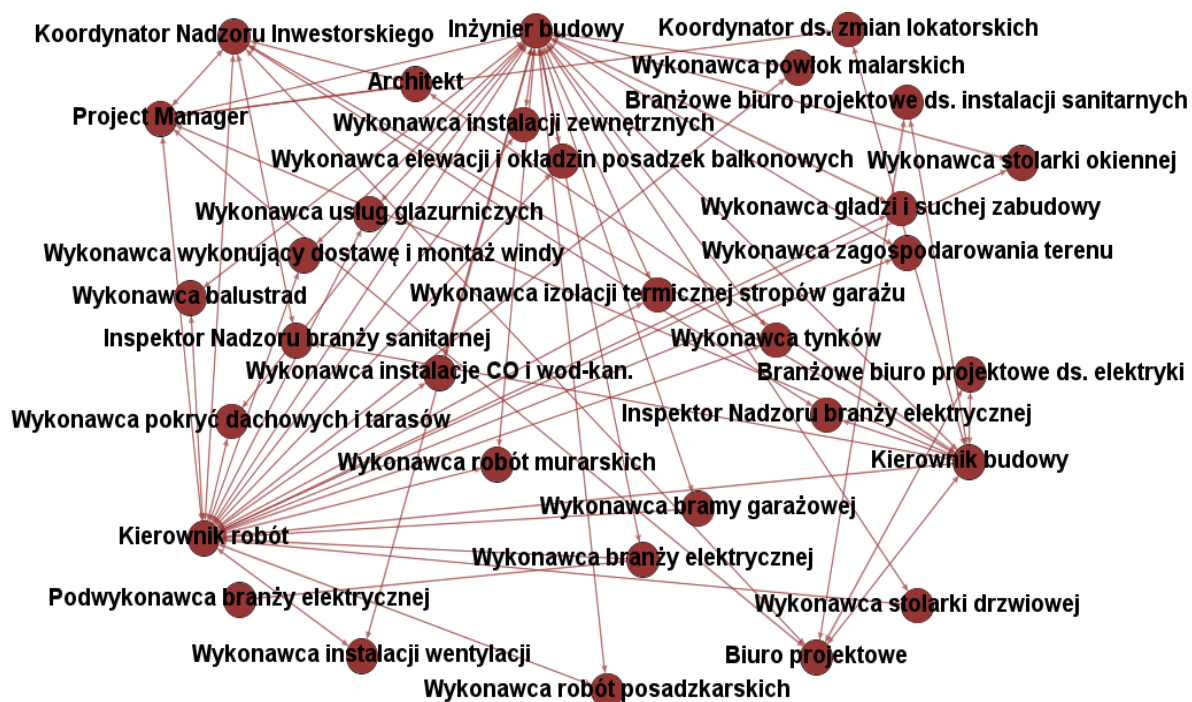 Koordynator Nadzoru Inwestorskiego
Inżynier budowy
Koordynator ds. zmian lokatorskich
Wykonawca powłok malarskich
Architekt
Branżowe biuro projektowe ds. instalacji sanitarnych
Project Manager
Wykonawca instalacji zewnętrznych
Wykonawca elewacji i okładzin posadzek balkonowych
Wykonawca stolarki okiennej
Wykonawca usług glazurniczych
Wykonawca gładzi i suchej zabudowy
Wykonawca wykonujący dostawę i montaż windy
Wykonawca zagospodarowania terenu
Wykonawca balustrad
Wykonawca izolacji termicznej stropów garażu
Inspektor Nadzoru branży sanitarnej
Wykonawca tynków
Wykonawca instalacje CO i wod-kan.
Branżowe biuro projektowe ds. elektryki
Wykonawca pokryć dachowych i tarasów
Inspektor Nadzoru branży elektrycznej
Wykonawca robót murarskich
Kierownik budowy
Wykonawca bramy garażowej
Kierownik robót
Wykonawca branży elektrycznej
Podwykonawca branży elektrycznej
Wykonawca stolarki drzwiowej
Wykonawca instalacji wentylacji
Biuro projektowe
Wykonawca robót posadzkarskich